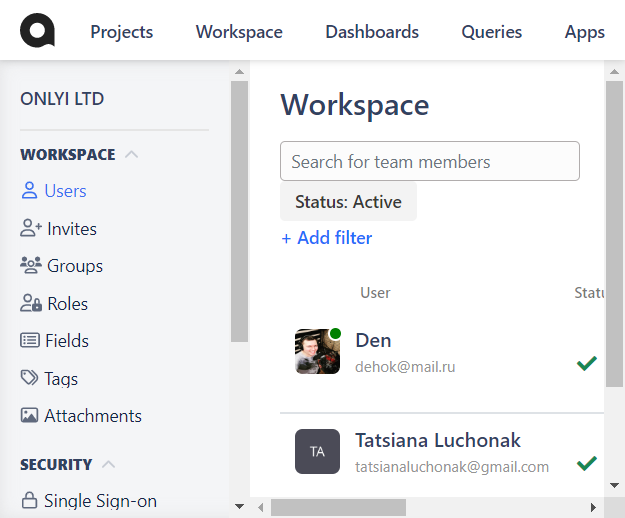 Projects Workspace Dashboards Queries Apps
ONLYI LTD
WORKSPACE
Users
Invites
Groups
Roles
Fields
Tags
Attachments
SECURITY
Single Sign-on
Workspace
Search for team members
Status: Active
+ Add filter
User Statu
Den
dehok@mail.ru
TA
Tatsiana Luchonak
tatsianaluchonak@gmail.com